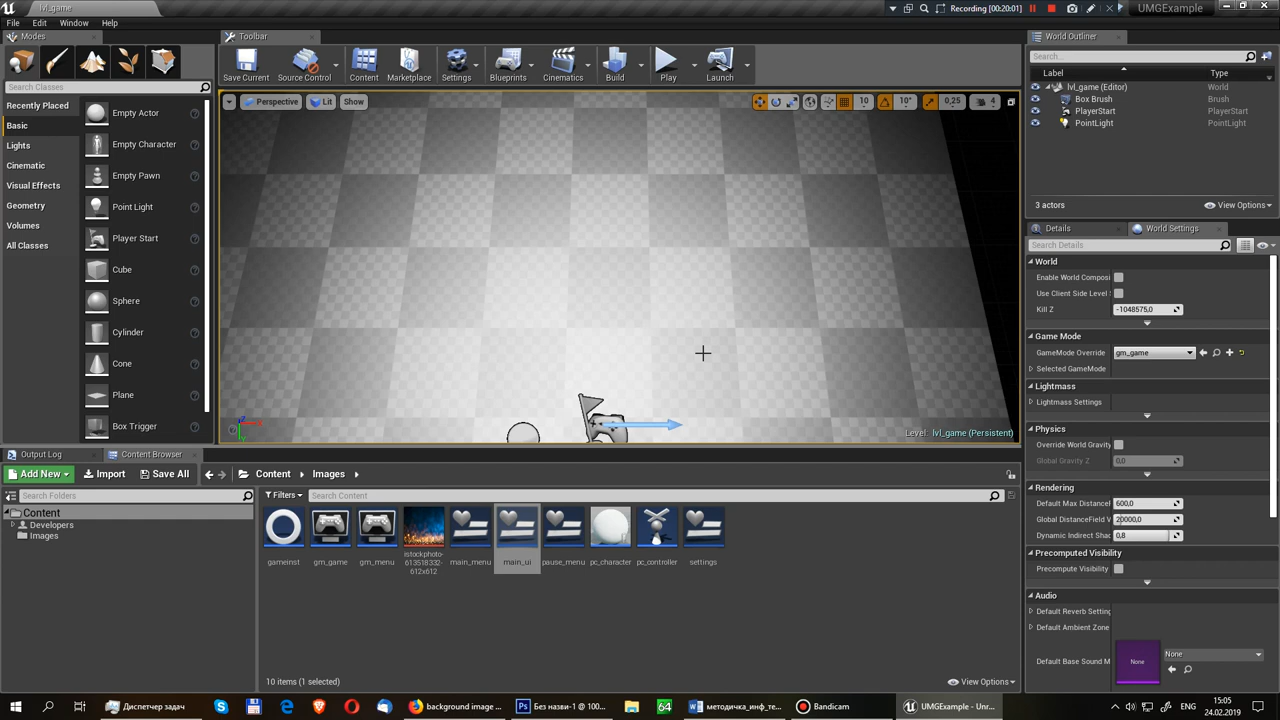 lvl_game
Recording [00:20:01]
UMGExample
File Edit Window Help
Modes
Search Classes
Recently Placed
Basic
Lights
Cinematic
Visual Effects
Geometry
Volumes
All Classes
Empty Actor
Empty Character
Empty Pawn
Point Light
Player Start
Cube
Sphere
Cylinder
Cone
Plane
Box Trigger
Toolbar
Save Current
Source Control
Content
Marketplace
Settings
Blueprints
Cinematics
Build
Play
Launch
Perspective Lit Show
10 10° 0,25 4
Level: lvl_game (Persistent)
World Outliner
Search...
Label Type
lvl_game (Editor) World
Box Brush Brush
PlayerStart PlayerStart
PointLight PointLight
3 actors View Options
Details World Settings
Search Details
World
Enable World Composi
Use Client Side Level
Kill Z -1048575,0
Game Mode
GameMode Override gm_game
Selected GameMode
Lightmass
Lightmass Settings
Physics
Override World Gravity
Global Gravity Z 0,0
Rendering
Default Max Distance 600,0
Global DistanceField V 20000,0
Dynamic Indirect Shad 0,8
Precomputed Visibility
Precompute Visibility
Audio
Default Reverb Setting
Default Ambient Zone
Default Base Sound M None None
Output Log Content Browser
Add New Import Save All Content Images
Search Folders
Content
Developers
Images
Filters Search Content
gameinst
gm_game
gm_menu
istockphoto-
613518332-
612x612
main_menu
main_ui
pause_menu
pc_character
pc_controller
settings
10 items (1 selected) View Options
Диспетчер задач
background image ...
Без назви-1 @ 100...
64
методичка_инф_те...
Bandicam
UMGExample - Unr...
15:05
24.02.2019